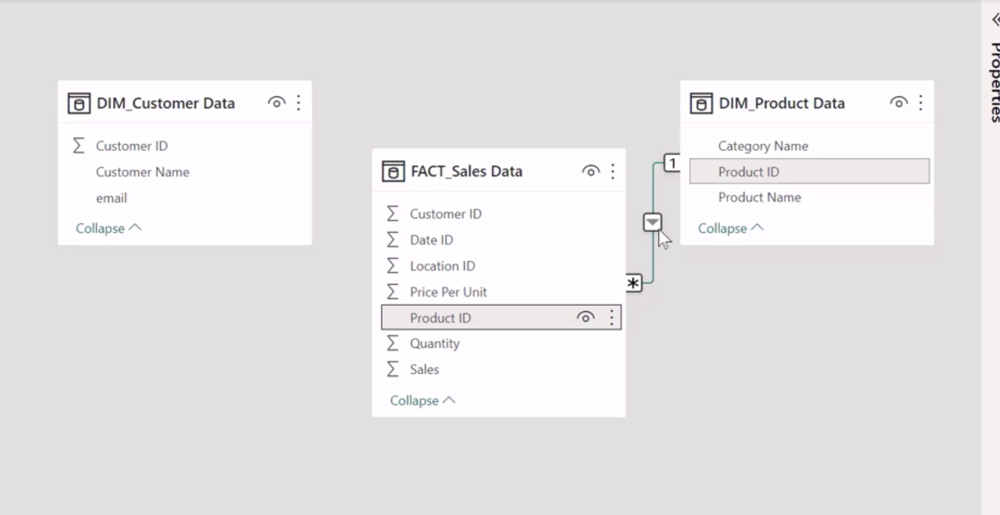 DIM_Customer Data
Σ Customer ID
Customer Name
email
Collapse
FACT_Sales Data
Σ Customer ID
Σ Date ID
Σ Location ID
Σ Price Per Unit
Product ID
Σ Quantity
Σ Sales
Collapse
1
*
DIM_Product Data
Category Name
Product ID
Product Name
Collapse
Properties